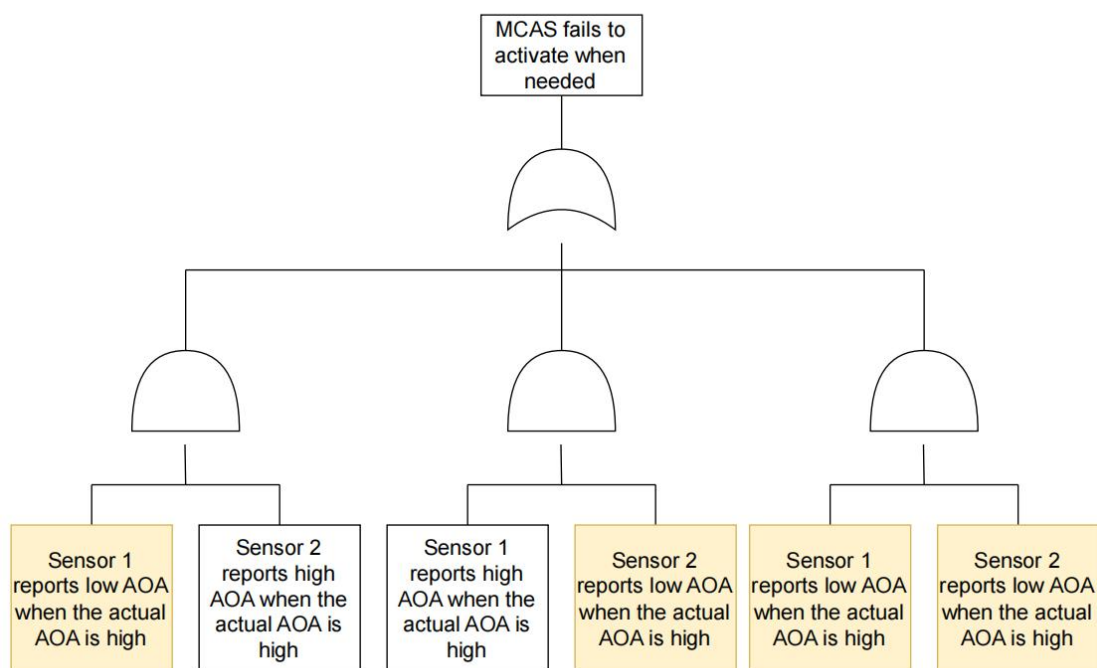 MCAS fails to
activate when
needed
Sensor 1
reports low AOA
when the actual
AOA is high
Sensor 2
reports high
AOA when the
actual AOA is
high
Sensor 1
reports high
AOA when the
actual AOA is
high
Sensor 2
reports low AOA
when the actual
AOA is high
Sensor 1
reports low AOA
when the actual
AOA is high
Sensor 2
reports low AOA
when the actual
AOA is high